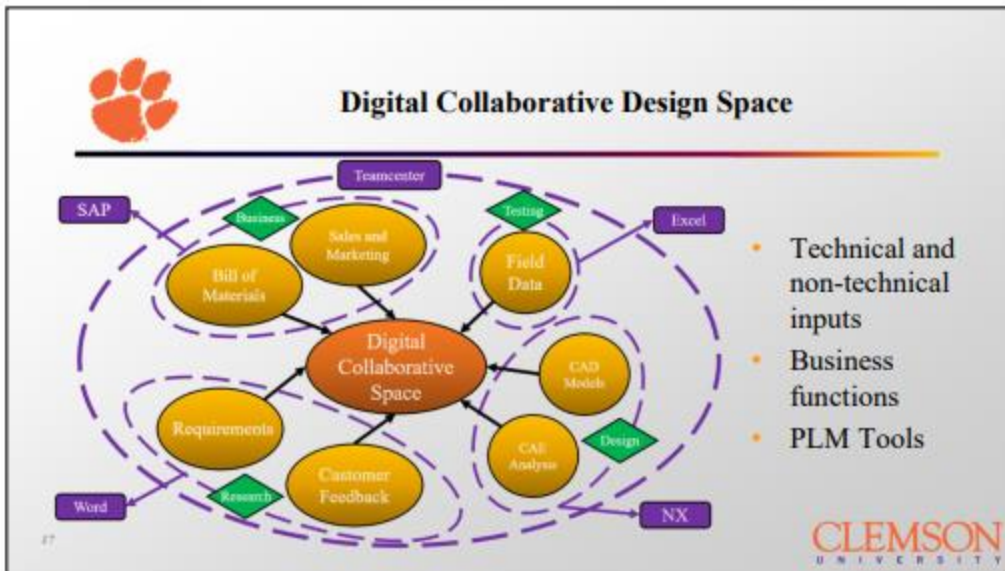 Digital Collaborative Design Space
Teamcenter
SAP
Business
Sales and
Marketing
Testing
Excel
Bill of
Materials
Field
Data
Digital
Collaborative
Space
CAD
Models
Requirements
CAE
Analysis
Design
Customer
Feedback
Research
Word
NX
• Technical and
non-technical
inputs
• Business
functions
• PLM Tools
CLEMSON
UNIVERSITY